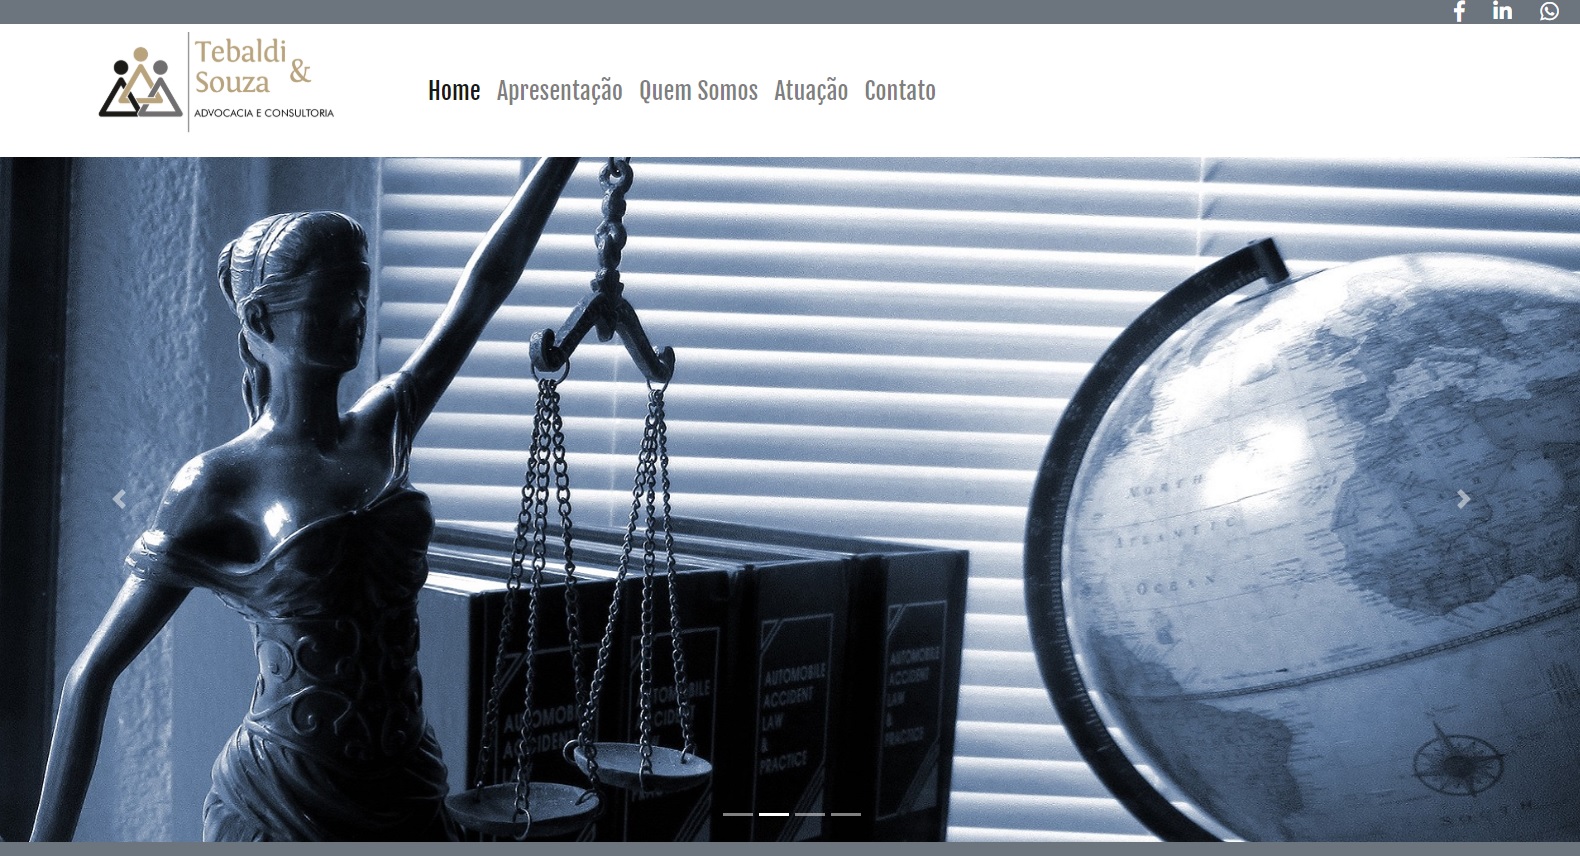 Tebaldi
& Souza
ADVOCACIA E CONSULTORIA
Home Apresentação Quem Somos Atuação Contato
NORTH
ATLANTIC
OCEAN
AUTOMOBILE
ACCIDENT
LAW
&
PRACTICE
AUTOMOBILE
ACCIDENT
LAW
&
PRACTICE
SOUTH